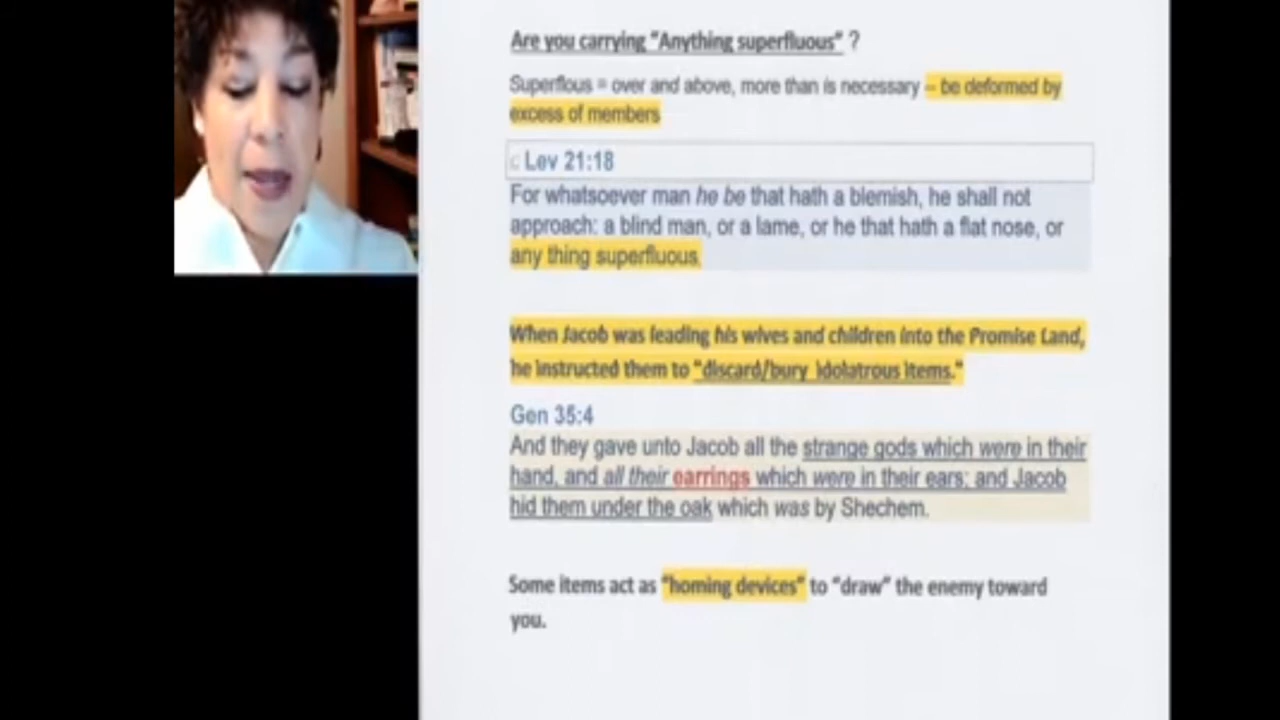 Are you carrying “Anything superfluous” ?
Superflous = over and above, more than is necessary – be deformed by
excess of members
c Lev 21:18
For whatsoever man he be that hath a blemish, he shall not
approach: a blind man, or a lame, or he that hath a flat nose, or
any thing superfluous,
When Jacob was leading his wives and children into the Promise Land,
he instructed them to “discard/bury idolatrous items.”
Gen 35:4
And they gave unto Jacob all the strange gods which were in their
hand, and all their earrings which were in their ears; and Jacob
hid them under the oak which was by Shechem.
Some items act as “homing devices” to “draw” the enemy toward
you.